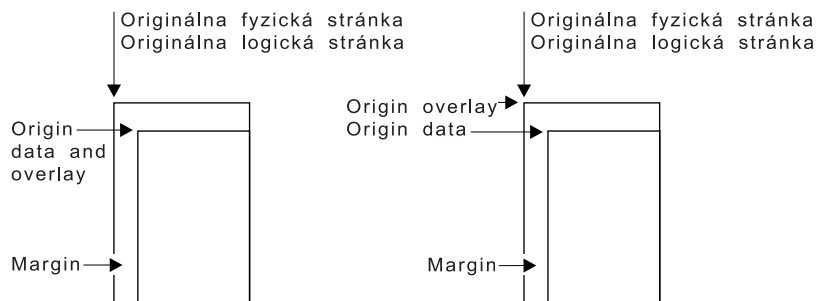 Originálna fyzická stránka
Originálna logická stránka
Origin
data and
overlay
Margin
Originálna fyzická stránka
Originálna logická stránka
Origin overlay
Origin data
Margin